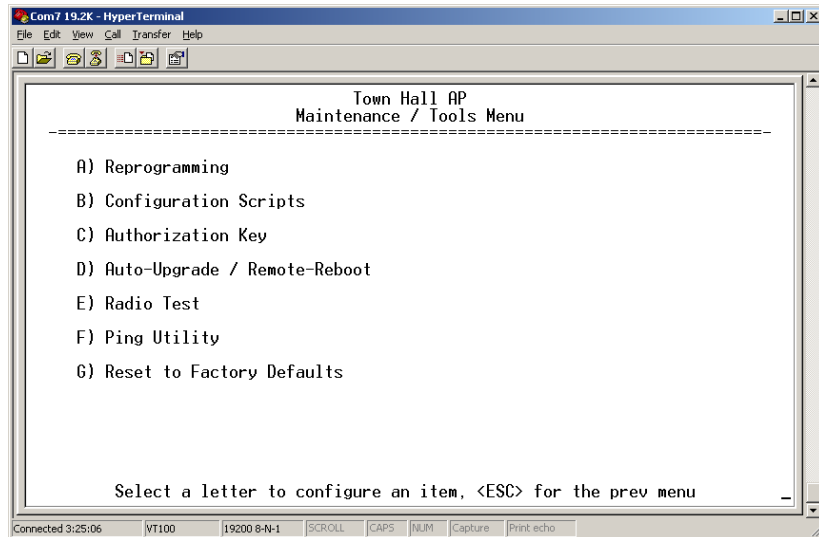 Com7 19.2K - HyperTerminal
File Edit View Call Transfer Help
Town Hall AP
Maintenance / Tools Menu
-==========================================================================-
A) Reprogramming
B) Configuration Scripts
C) Authorization Key
D) Auto-Upgrade / Remote-Reboot
E) Radio Test
F) Ping Utility
G) Reset to Factory Defaults
Select a letter to configure an item, <ESC> for the prev menu
Connected 3:25:06 VT100 19200 8-N-1 SCROLL CAPS NUM Capture Print echo